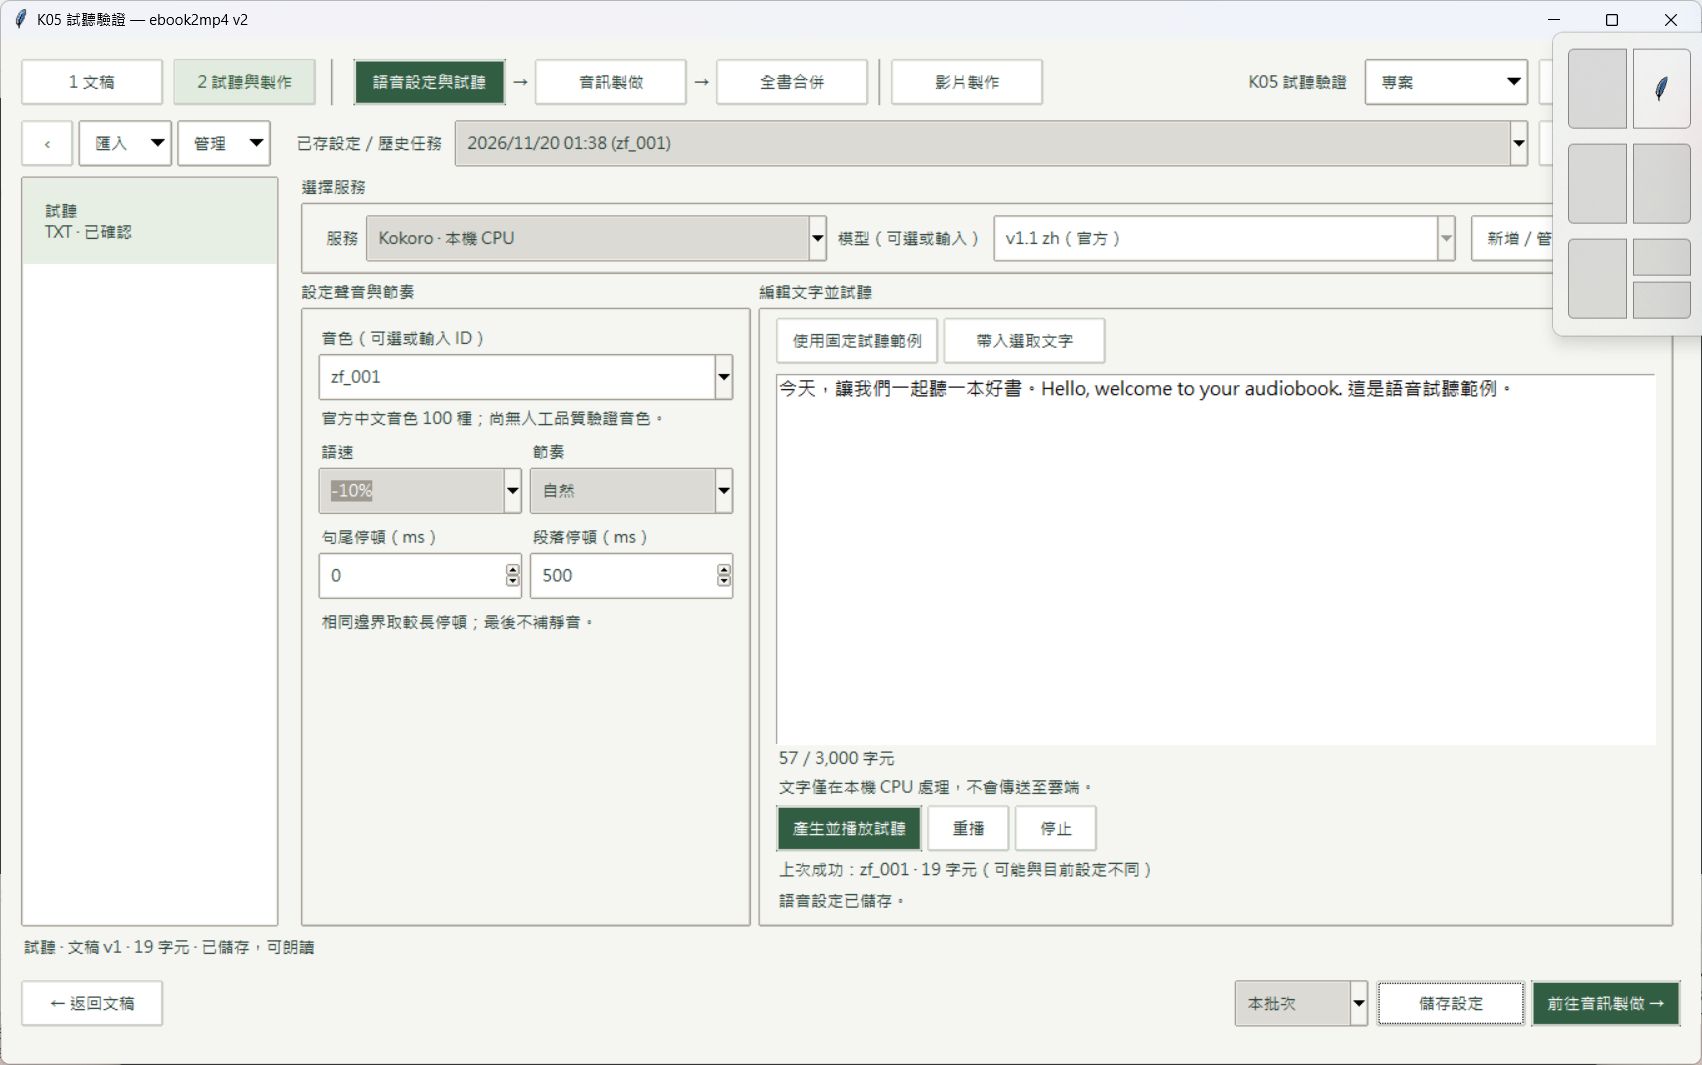 K05 試聽驗證 — ebook2mp4 v2
1 文稿
2 試聽與製作
語音設定與試聽
→
音訊製做
→
全書合併
影片製作
K05 試聽驗證
專案
‹
匯入
管理
已存設定 / 歷史任務
2026/11/20 01:38 (zf_001)
試聽
TXT · 已確認
選擇服務
服務
Kokoro · 本機 CPU
模型（可選或輸入）
v1.1 zh（官方）
新增 / 管
設定聲音與節奏
音色（可選或輸入 ID）
zf_001
官方中文音色 100 種；尚無人工品質驗證音色。
語速
節奏
-10%
自然
句尾停頓（ms）
段落停頓（ms）
0
500
相同邊界取較長停頓；最後不補靜音。
編輯文字並試聽
使用固定試聽範例
帶入選取文字
今天，讓我們一起聽一本好書。Hello, welcome to your audiobook. 這是語音試聽範例。
57 / 3,000 字元
文字僅在本機 CPU 處理，不會傳送至雲端。
產生並播放試聽
重播
停止
上次成功：zf_001 · 19 字元（可能與目前設定不同）
語音設定已儲存。
試聽 · 文稿 v1 · 19 字元 · 已儲存，可朗讀
← 返回文稿
本批次
儲存設定
前往音訊製做 →